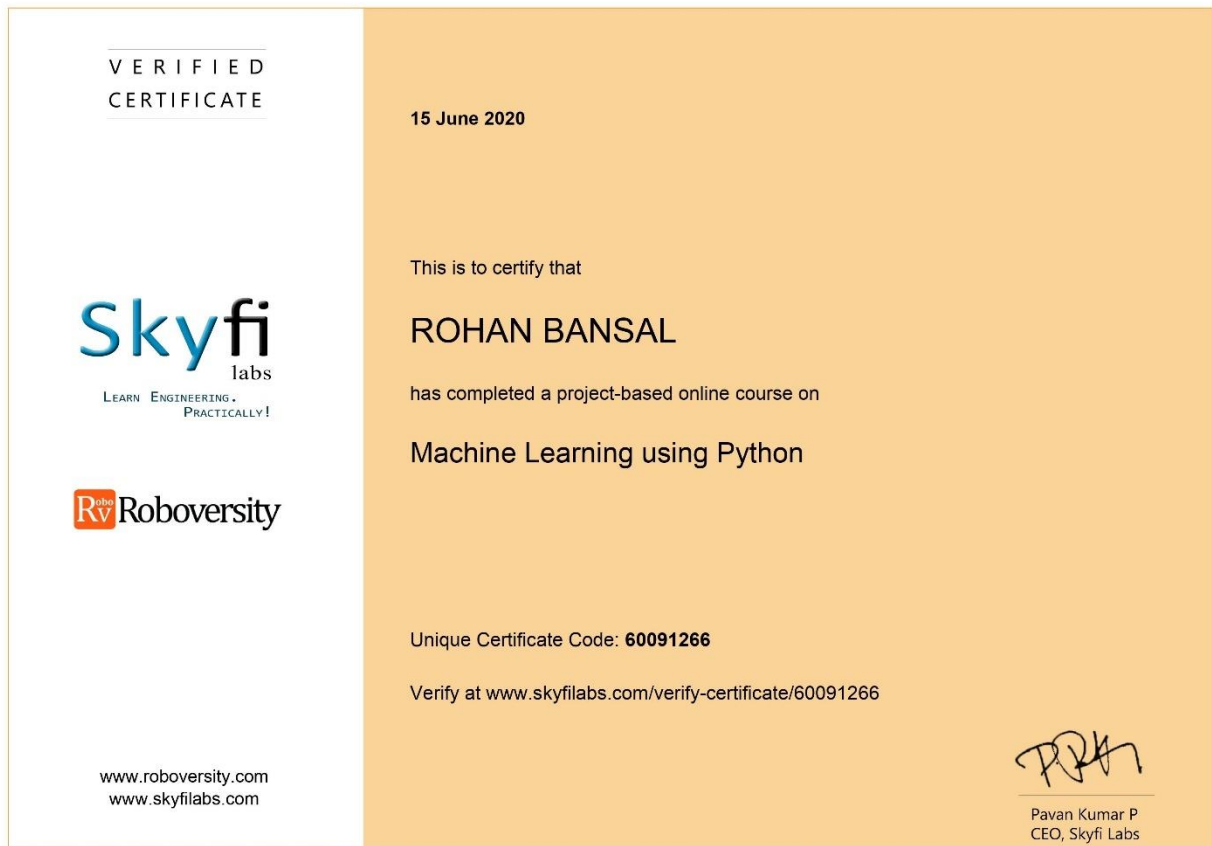 VERIFIED
CERTIFICATE
Skyfi
labs
LEARN ENGINEERING.
PRACTICALLY!
Robo
RV Roboversity
www.roboversity.com
www.skyfilabs.com
15 June 2020
This is to certify that
ROHAN BANSAL
has completed a project-based online course on
Machine Learning using Python
Unique Certificate Code: 60091266
Verify at www.skyfilabs.com/verify-certificate/60091266
Pavan Kumar P
CEO, Skyfi Labs